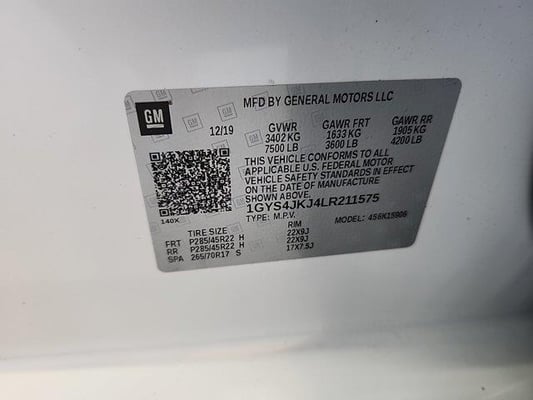 MFD BY GENERAL MOTORS LLC
GM
12/19 GVWR GAWR FRT GAWR RR
3402 KG 1633 KG 1905 KG
7500 LB 3600 LB 4200 LB
THIS VEHICLE CONFORMS TO ALL
APPLICABLE U.S. FEDERAL MOTOR
VEHICLE SAFETY STANDARDS IN EFFECT
ON THE DATE OF MANUFACTURE SHOWN ABOVE.
1GYS4JKJ4LR211575
140X TYPE: M.P.V. MODEL: 4S6K15906
TIRE SIZE RIM
FRT P285/45R22 H 22X9J
RR P285/45R22 H 22X9J
SPA 265/70R17 S 17X7.5J